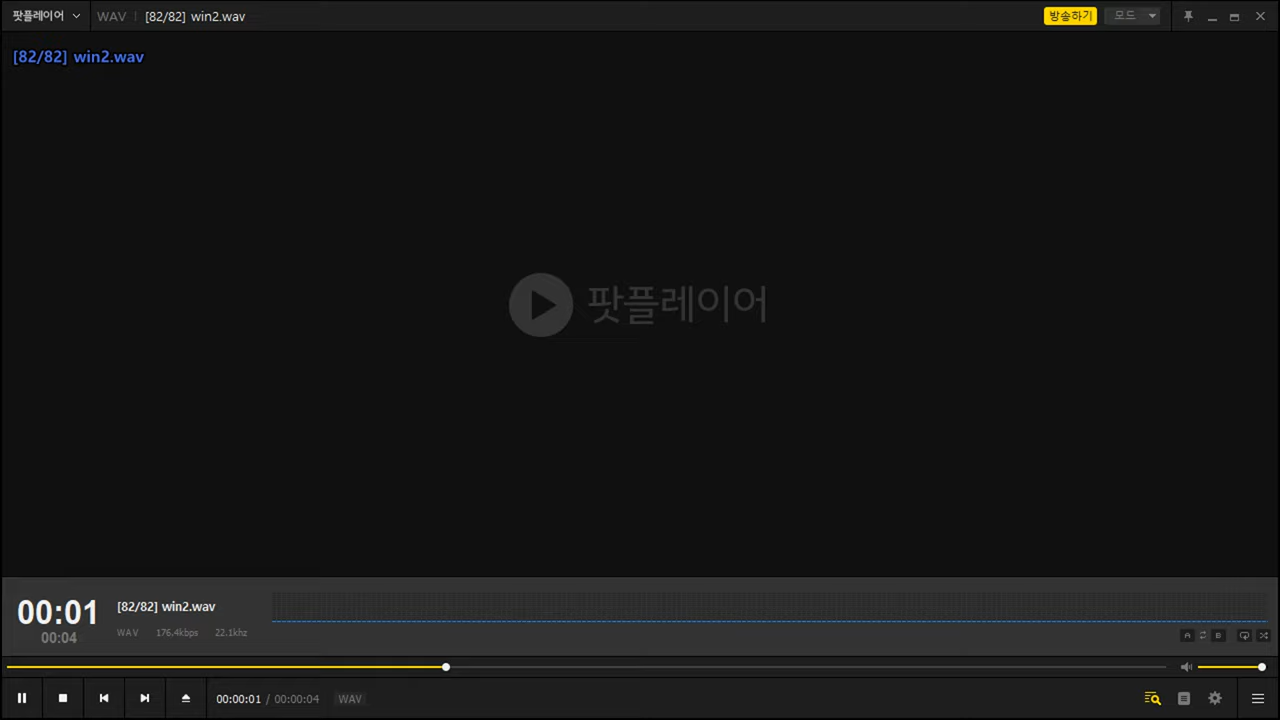 팟플레이어 WAV [82/82] win2.wav 방송하기 모드
[82/82] win2.wav
팟플레이어
00:01 [82/82] win2.wav
00:04 WAV 176.4kbps 22.1khz
A B
00:00:01 / 00:00:04 WAV